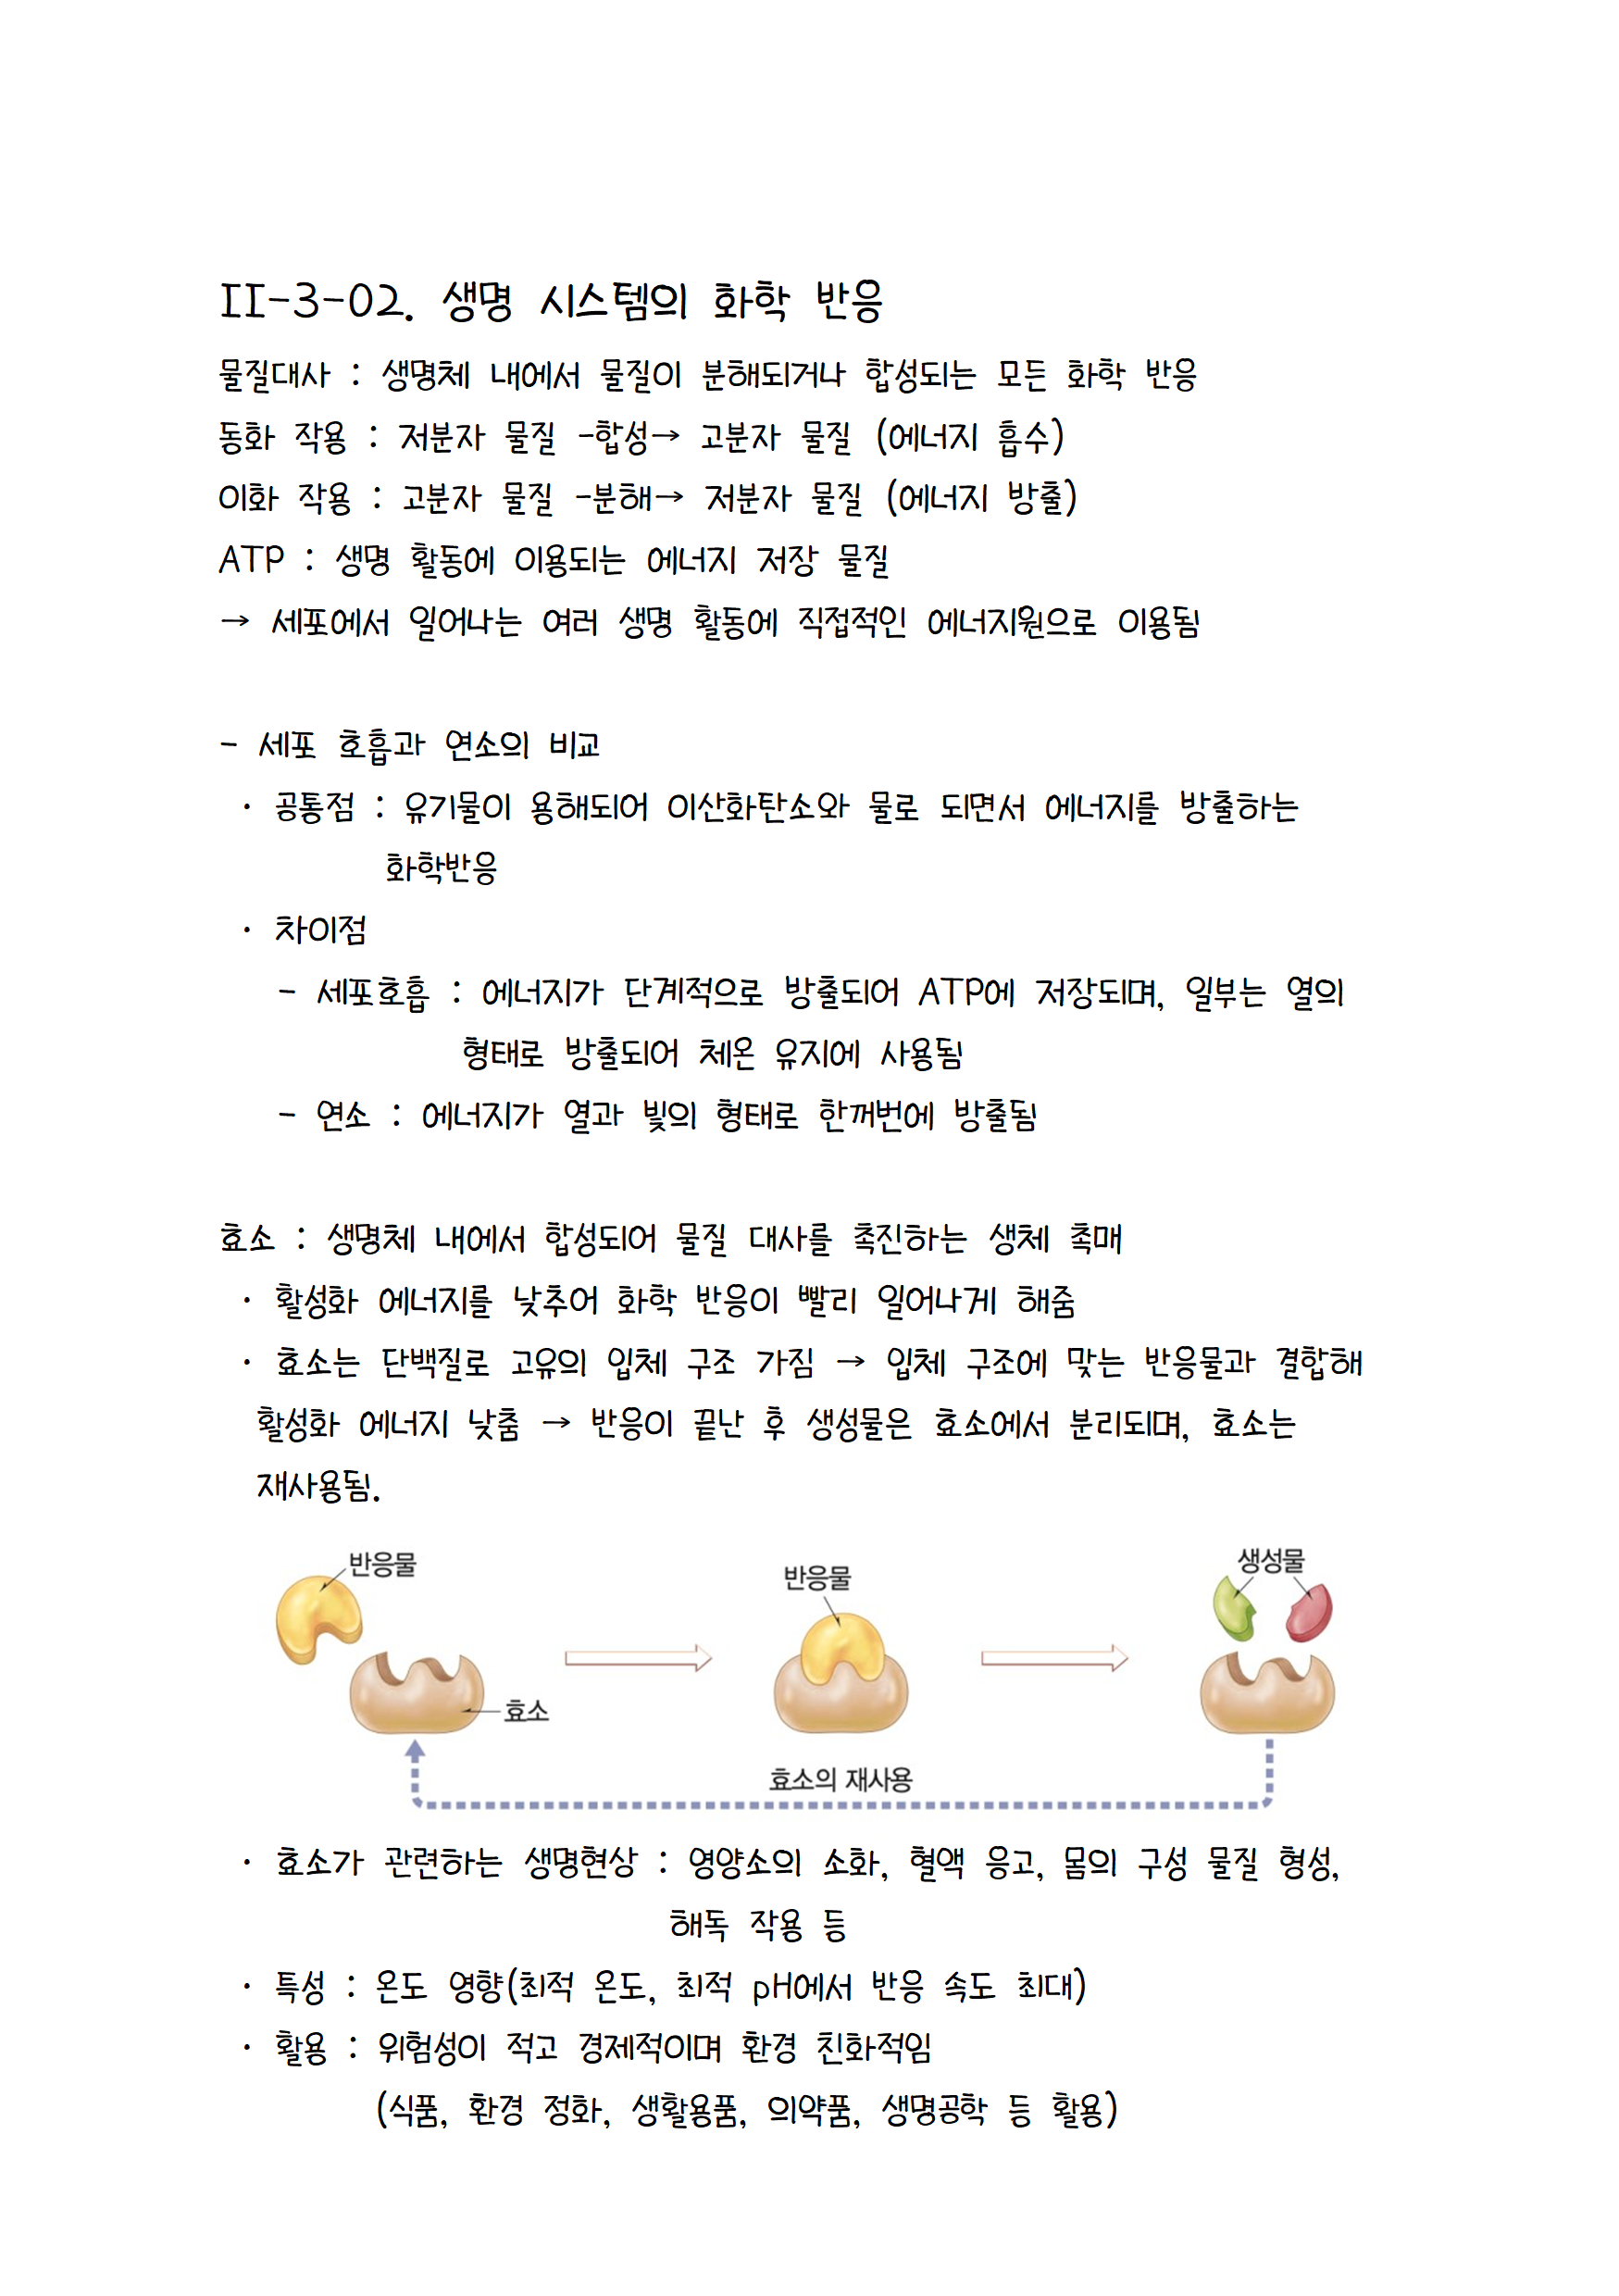 II-3-02. 생명 시스템의 화학 반응
물질대사 : 생명체 내에서 물질이 분해되거나 합성되는 모든 화학 반응
동화 작용 : 저분자 물질 -합성→ 고분자 물질 (에너지 흡수)
이화 작용 : 고분자 물질 -분해→ 저분자 물질 (에너지 방출)
ATP : 생명 활동에 이용되는 에너지 저장 물질
→ 세포에서 일어나는 여러 생명 활동에 직접적인 에너지원으로 이용됨
- 세포 호흡과 연소의 비교
· 공통점 : 유기물이 용해되어 이산화탄소와 물로 되면서 에너지를 방출하는
화학반응
· 차이점
- 세포호흡 : 에너지가 단계적으로 방출되어 ATP에 저장되며, 일부는 열의
형태로 방출되어 체온 유지에 사용됨
- 연소 : 에너지가 열과 빛의 형태로 한꺼번에 방출됨
효소 : 생명체 내에서 합성되어 물질 대사를 촉진하는 생체 촉매
· 활성화 에너지를 낮추어 화학 반응이 빨리 일어나게 해줌
· 효소는 단백질로 고유의 입체 구조 가짐 → 입체 구조에 맞는 반응물과 결합해
활성화 에너지 낮춤 → 반응이 끝난 후 생성물은 효소에서 분리되며, 효소는
재사용됨.
반응물
반응물
생성물
효소
효소의 재사용
· 효소가 관련하는 생명현상 : 영양소의 소화, 혈액 응고, 몸의 구성 물질 형성,
해독 작용 등
· 특성 : 온도 영향(최적 온도, 최적 pH에서 반응 속도 최대)
· 활용 : 위험성이 적고 경제적이며 환경 친화적임
(식품, 환경 정화, 생활용품, 의약품, 생명공학 등 활용)